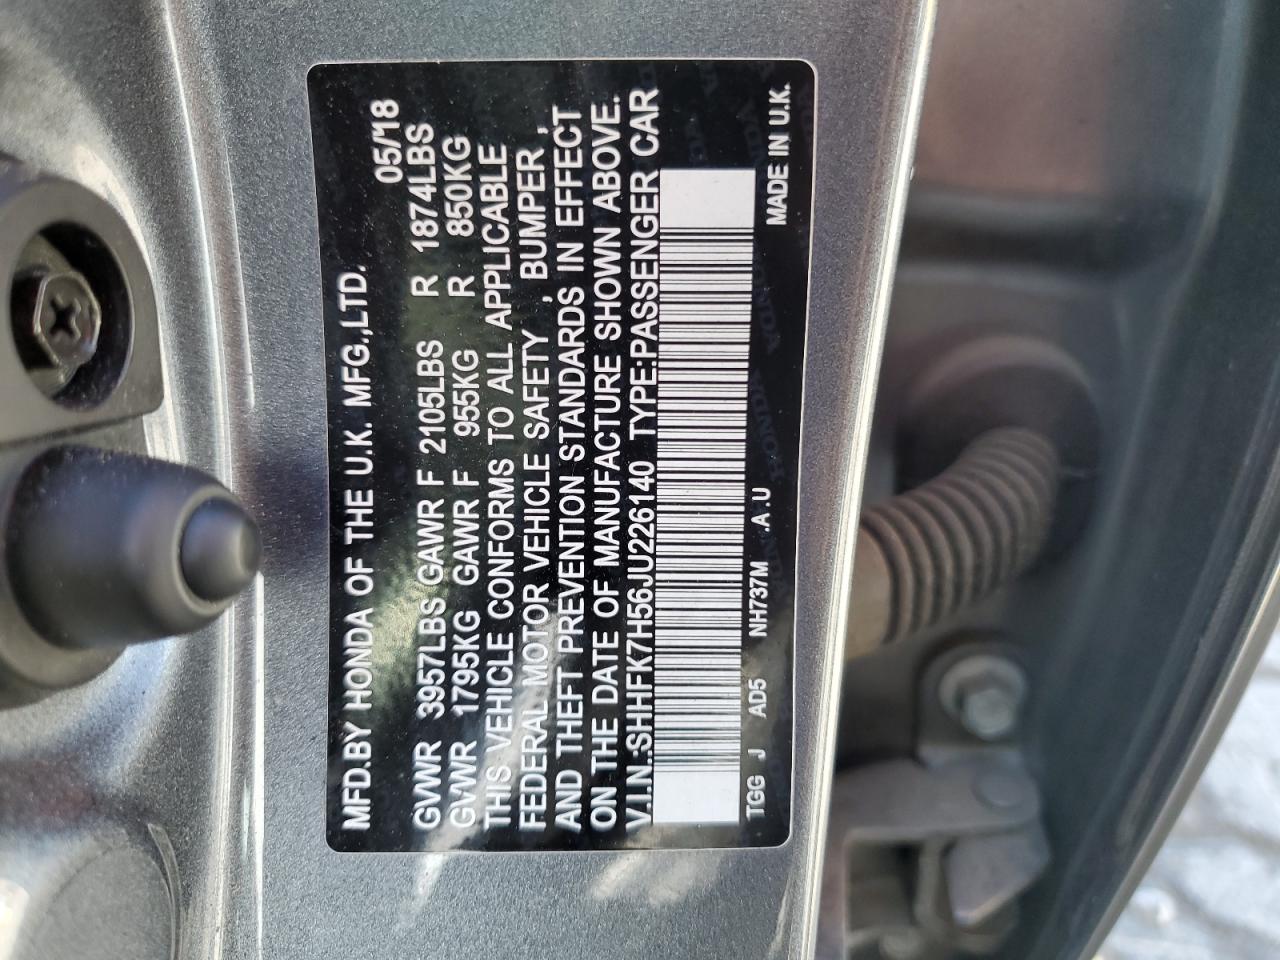 MFD.BY HONDA OF THE U.K. MFG.,LTD. 05/18
GVWR 3957LBS GAWR F 2105LBS R 1874LBS
GVWR 1795KG GAWR F 955KG R 850KG
THIS VEHICLE CONFORMS TO ALL APPLICABLE
FEDERAL MOTOR VEHICLE SAFETY , BUMPER ,
AND THEFT PREVENTION STANDARDS IN EFFECT
ON THE DATE OF MANUFACTURE SHOWN ABOVE.
V.I.N.:SHHFK7H56JU226140 TYPE:PASSENGER CAR
TGG J AD5 NH737M .A.U MADE IN U.K.